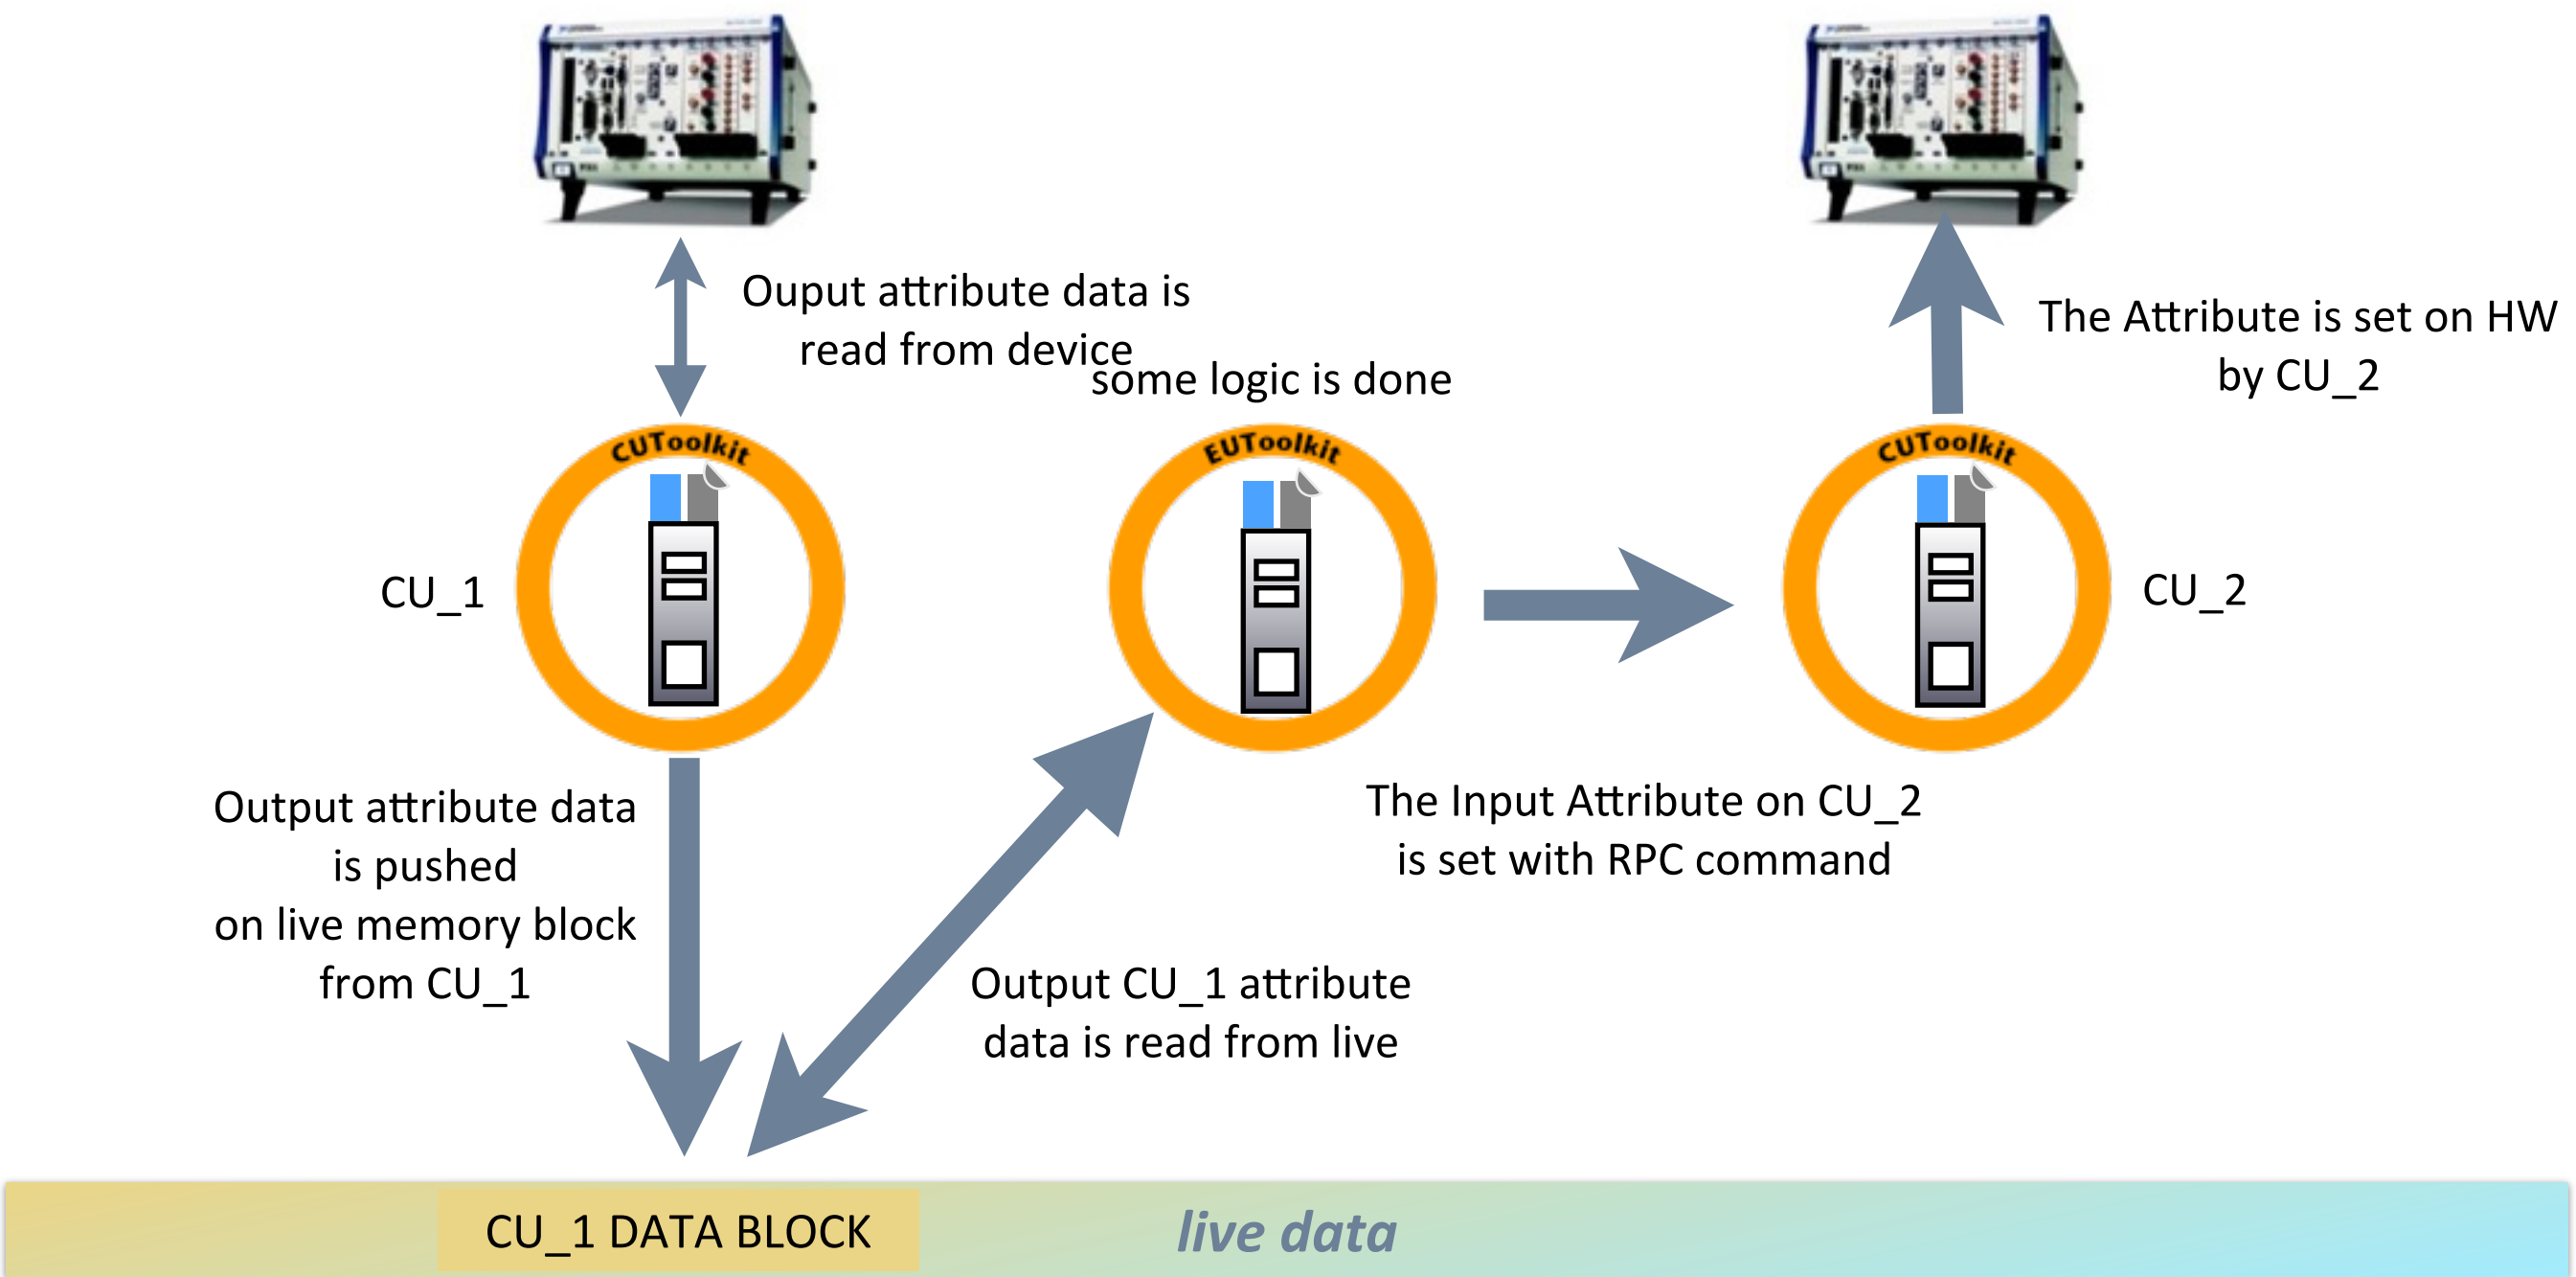 Ouput attribute data is
read from device
some logic is done
The Attribute is set on HW
by CU_2
CUToolkit
EUToolkit
CUToolkit
CU_1
CU_2
Output attribute data
is pushed
on live memory block
from CU_1
The Input Attribute on CU_2
is set with RPC command
Output CU_1 attribute
data is read from live
CU_1 DATA BLOCK
live data